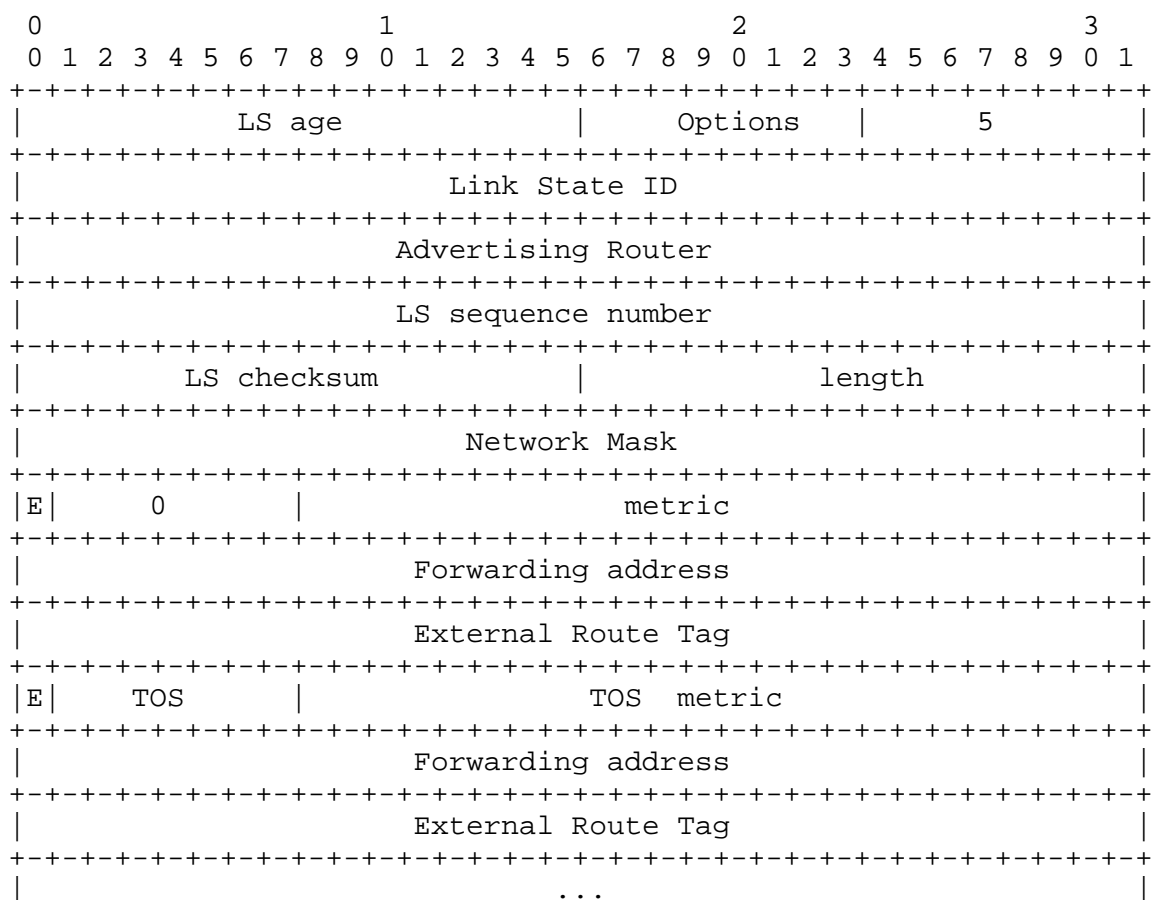 0                   1                   2                   3
 0 1 2 3 4 5 6 7 8 9 0 1 2 3 4 5 6 7 8 9 0 1 2 3 4 5 6 7 8 9 0 1
+-+-+-+-+-+-+-+-+-+-+-+-+-+-+-+-+-+-+-+-+-+-+-+-+-+-+-+-+-+-+-+-+
|            LS age             |     Options   |      5        |
+-+-+-+-+-+-+-+-+-+-+-+-+-+-+-+-+-+-+-+-+-+-+-+-+-+-+-+-+-+-+-+-+
|                        Link State ID                          |
+-+-+-+-+-+-+-+-+-+-+-+-+-+-+-+-+-+-+-+-+-+-+-+-+-+-+-+-+-+-+-+-+
|                     Advertising Router                        |
+-+-+-+-+-+-+-+-+-+-+-+-+-+-+-+-+-+-+-+-+-+-+-+-+-+-+-+-+-+-+-+-+
|                     LS sequence number                        |
+-+-+-+-+-+-+-+-+-+-+-+-+-+-+-+-+-+-+-+-+-+-+-+-+-+-+-+-+-+-+-+-+
|         LS checksum           |             length            |
+-+-+-+-+-+-+-+-+-+-+-+-+-+-+-+-+-+-+-+-+-+-+-+-+-+-+-+-+-+-+-+-+
|                         Network Mask                          |
+-+-+-+-+-+-+-+-+-+-+-+-+-+-+-+-+-+-+-+-+-+-+-+-+-+-+-+-+-+-+-+-+
|E|     0       |                  metric                       |
+-+-+-+-+-+-+-+-+-+-+-+-+-+-+-+-+-+-+-+-+-+-+-+-+-+-+-+-+-+-+-+-+
|                      Forwarding address                       |
+-+-+-+-+-+-+-+-+-+-+-+-+-+-+-+-+-+-+-+-+-+-+-+-+-+-+-+-+-+-+-+-+
|                      External Route Tag                       |
+-+-+-+-+-+-+-+-+-+-+-+-+-+-+-+-+-+-+-+-+-+-+-+-+-+-+-+-+-+-+-+-+
|E|    TOS      |                TOS  metric                    |
+-+-+-+-+-+-+-+-+-+-+-+-+-+-+-+-+-+-+-+-+-+-+-+-+-+-+-+-+-+-+-+-+
|                      Forwarding address                       |
+-+-+-+-+-+-+-+-+-+-+-+-+-+-+-+-+-+-+-+-+-+-+-+-+-+-+-+-+-+-+-+-+
|                      External Route Tag                       |
+-+-+-+-+-+-+-+-+-+-+-+-+-+-+-+-+-+-+-+-+-+-+-+-+-+-+-+-+-+-+-+-+
|                              ...                              |